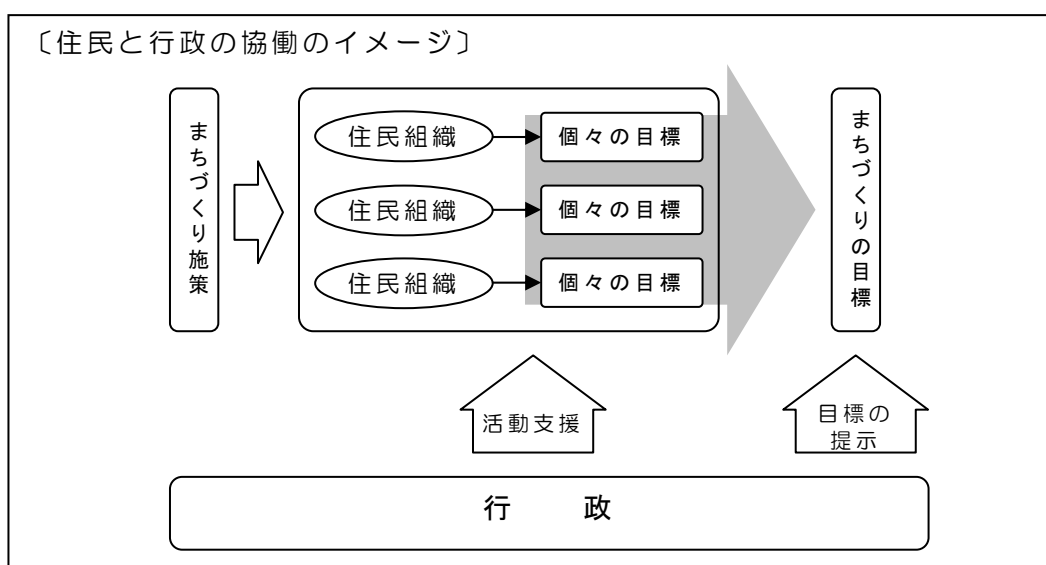 〔住民と行政の協働のイメージ〕
まちづくり施策
住民組織
個々の目標
住民組織
個々の目標
住民組織
個々の目標
まちづくりの目標
活動支援
目標の
提示
行　　政